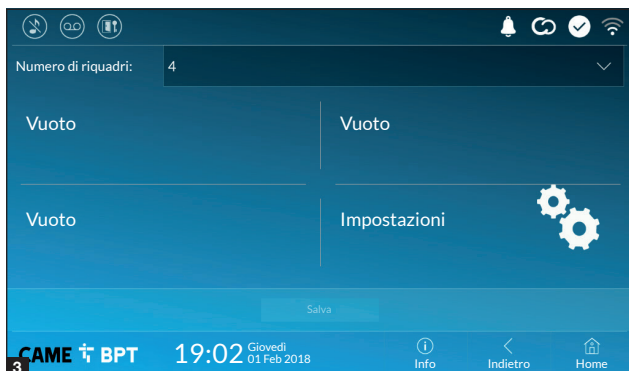 Numero di riquadri: 4
Vuoto Vuoto
Vuoto Impostazioni
Salva
CAME BPT 19:02 Giovedì
01 Feb 2018
Info Indietro Home
3